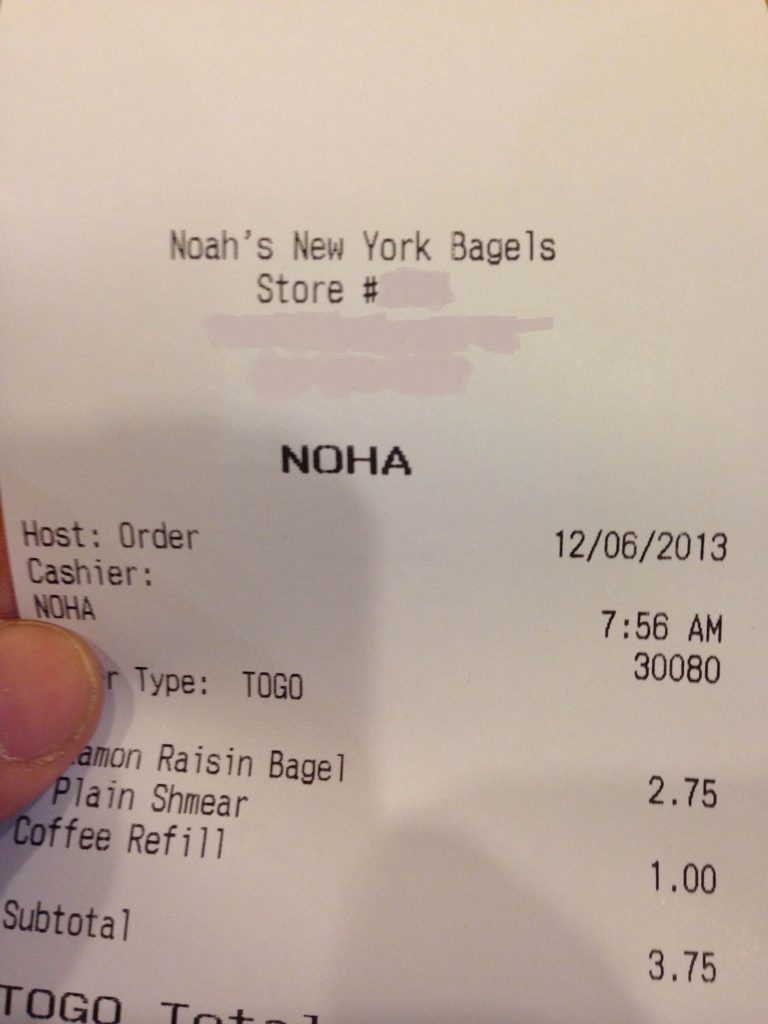 Noah's New York Bagels
Store #
NOHA
Host: Order 12/06/2013
Cashier:
NOHA 7:56 AM
30080
Type: TOGO
Raisin Bagel 2.75
Plain Shmear
Coffee Refill 1.00
Subtotal 3.75
TOGO Total